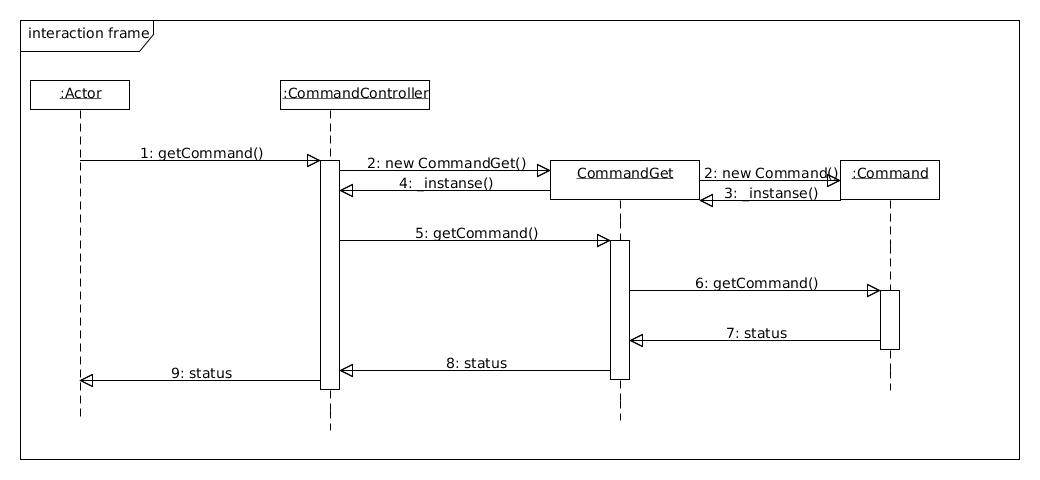 interaction frame
:Actor
:CommandController
1: getCommand()
2: new CommandGet()
CommandGet
2: new Command()
:Command
4: _instanse()
3: _instanse()
5: getCommand()
6: getCommand()
7: status
8: status
9: status